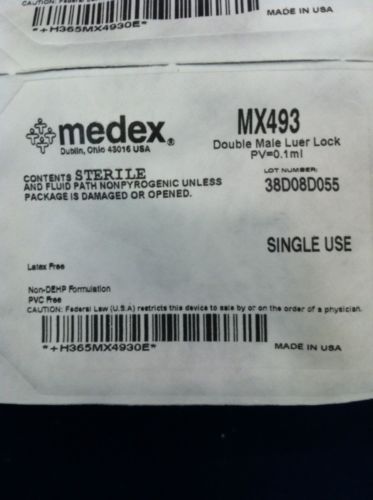 CAUTION: Federal
MADE IN USA
*+H365MX4930E*
medex®
Dublin, Ohio 43016 USA
MX493
Double Male Luer Lock
PV=0.1ml
CONTENTS STERILE
AND FLUID PATH NONPYROGENIC UNLESS
PACKAGE IS DAMAGED OR OPENED.
LOT NUMBER:
38D08D055
SINGLE USE
Latex Free
Non-DEHP Formulation
PVC Free
CAUTION: Federal Law (U.S.A) restricts this device to sale by or on the order of a physician.
*+H365MX4930E*
MADE IN USA